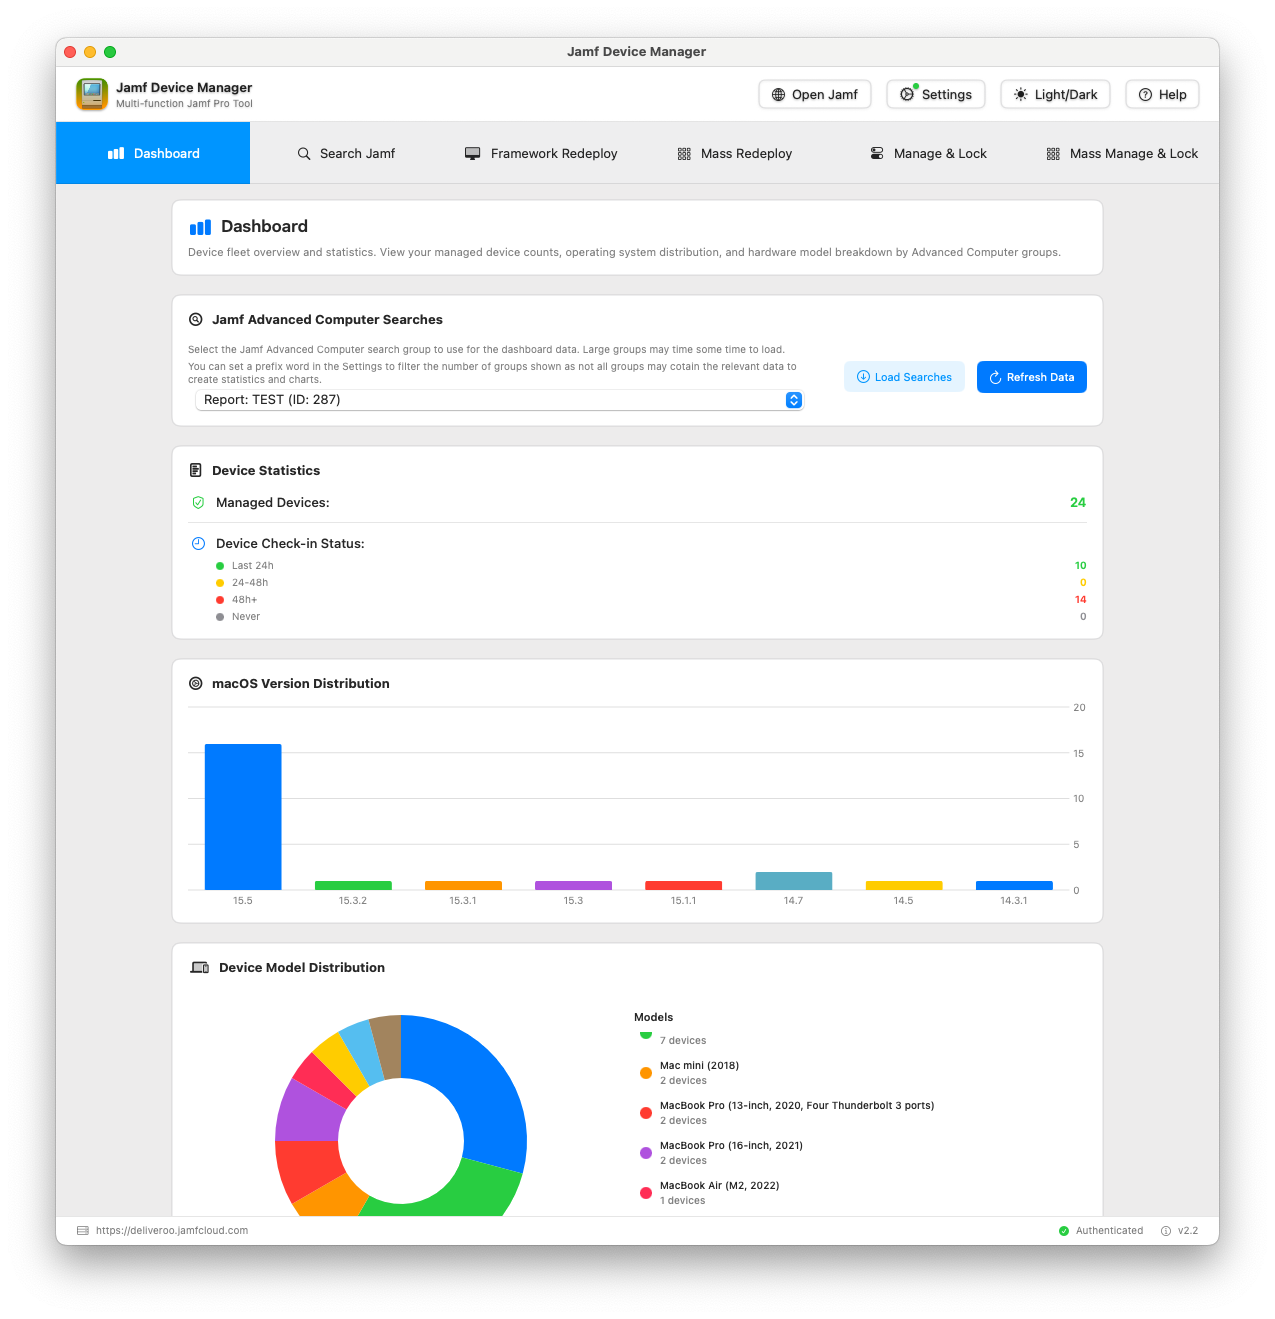 Jamf Device Manager
Jamf Device Manager
Multi-function Jamf Pro Tool
Open Jamf
Settings
Light/Dark
Help
Dashboard
Search Jamf
Framework Redeploy
Mass Redeploy
Manage & Lock
Mass Manage & Lock
Dashboard
Device fleet overview and statistics. View your managed device counts, operating system distribution, and hardware model breakdown by Advanced Computer groups.
Jamf Advanced Computer Searches
Select the Jamf Advanced Computer search group to use for the dashboard data. Large groups may time some time to load.
You can set a prefix word in the Settings to filter the number of groups shown as not all groups may cotain the relevant data to
create statistics and charts.
Report: TEST (ID: 287)
Load Searches
Refresh Data
Device Statistics
Managed Devices: 24
Device Check-in Status:
Last 24h 10
24-48h 0
48h+ 14
Never 0
macOS Version Distribution
20
15
10
5
0
15.5 15.3.2 15.3.1 15.3 15.1.1 14.7 14.5 14.3.1
Device Model Distribution
Models
7 devices
Mac mini (2018)
2 devices
MacBook Pro (13-inch, 2020, Four Thunderbolt 3 ports)
2 devices
MacBook Pro (16-inch, 2021)
2 devices
MacBook Air (M2, 2022)
1 devices
https://deliveroo.jamfcloud.com
Authenticated
v2.2